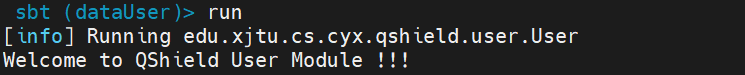 sbt (dataUser)> run
[info] Running edu.xjtu.cs.cyx.qshield.user.User
Welcome to QShield User Module !!!